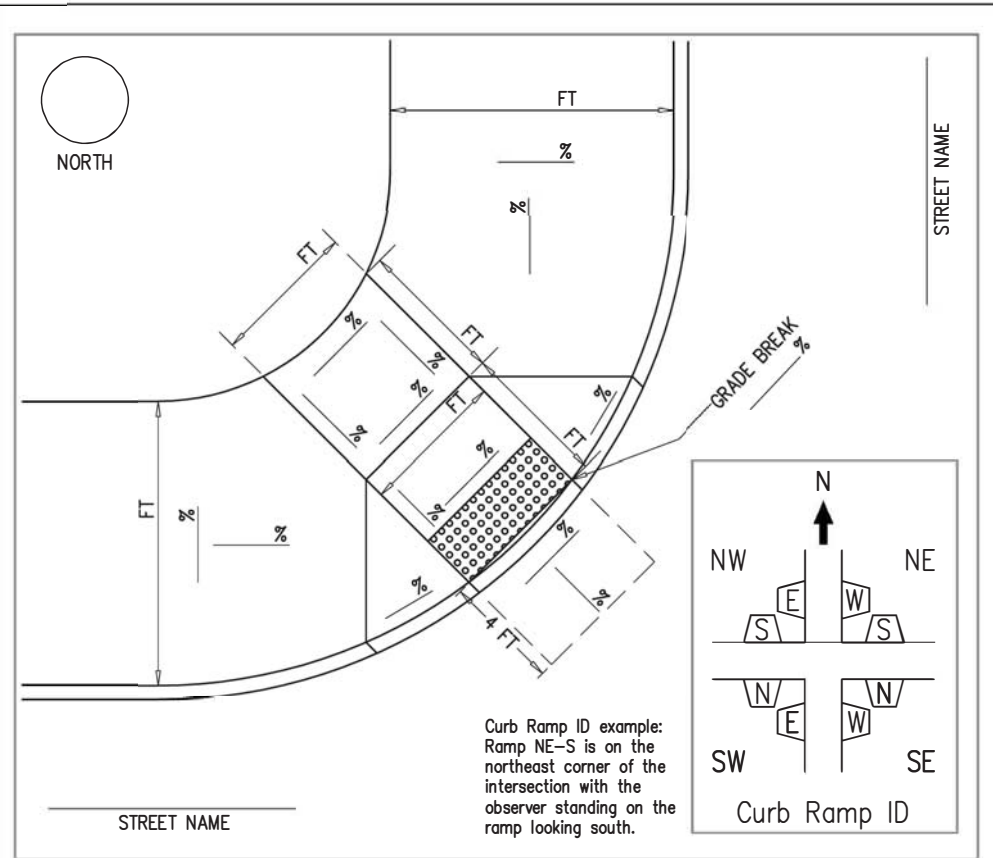 NORTH
FT
%
%
STREET NAME
FT
FT
%
%
%
%
FT
FT
%
%
%
GRADE BREAK
%
FT
%
%
%
%
%
4 FT
STREET NAME
Curb Ramp ID example:
Ramp NE-S is on the
northeast corner of the
intersection with the
observer standing on the
ramp looking south.
N
NW
NE
E
W
S
S
N
N
E
W
SW
SE
Curb Ramp ID